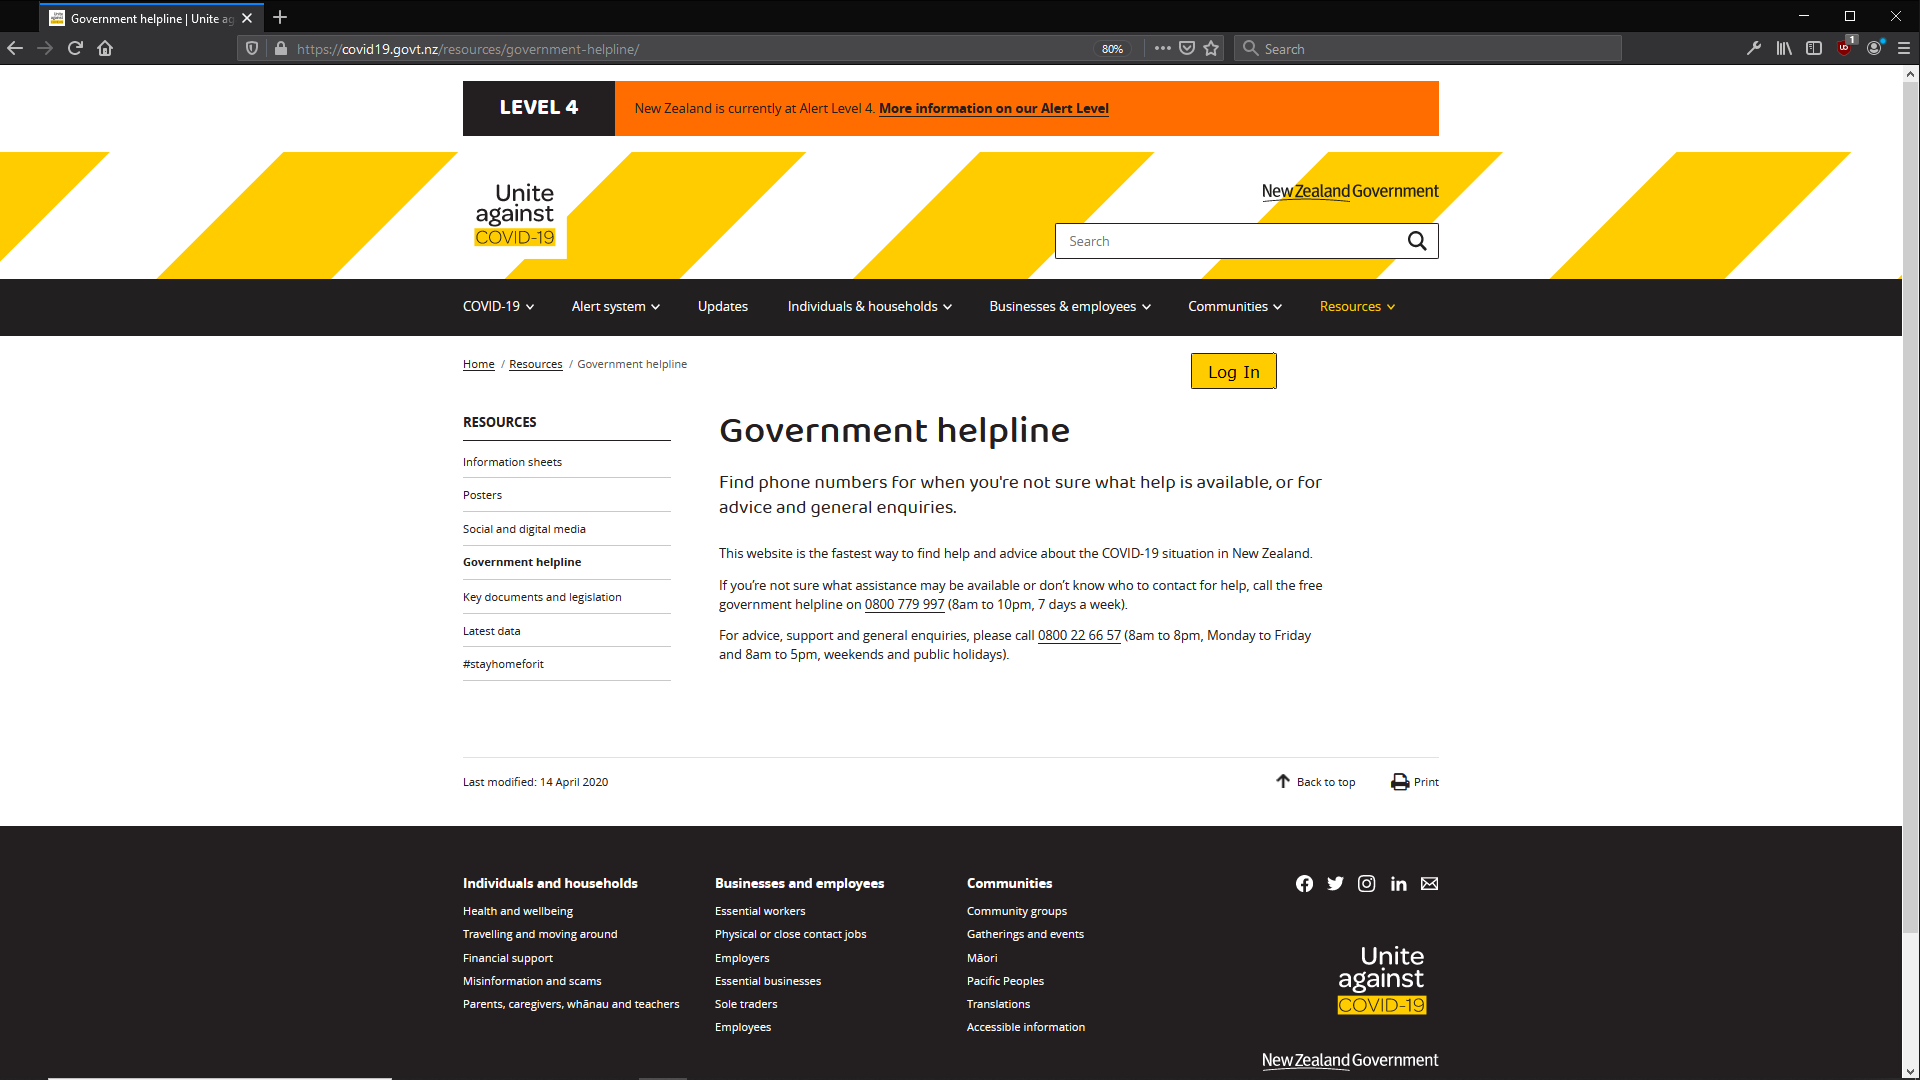 Government helpline | Unite ag
https://covid19.govt.nz/resources/government-helpline/
80%
Search
1
LEVEL 4
New Zealand is currently at Alert Level 4. More information on our Alert Level
Unite
against
COVID-19
New Zealand Government
Search
COVID-19
Alert system
Updates
Individuals & households
Businesses & employees
Communities
Resources
Home / Resources / Government helpline
Log In
RESOURCES
Information sheets
Posters
Social and digital media
Government helpline
Key documents and legislation
Latest data
#stayhomeforit
Government helpline
Find phone numbers for when you're not sure what help is available, or for
advice and general enquiries.
This website is the fastest way to find help and advice about the COVID-19 situation in New Zealand.
If you’re not sure what assistance may be available or don’t know who to contact for help, call the free
government helpline on 0800 779 997 (8am to 10pm, 7 days a week).
For advice, support and general enquiries, please call 0800 22 66 57 (8am to 8pm, Monday to Friday
and 8am to 5pm, weekends and public holidays).
Last modified: 14 April 2020
Back to top
Print
Individuals and households
Health and wellbeing
Travelling and moving around
Financial support
Misinformation and scams
Parents, caregivers, whānau and teachers
Businesses and employees
Essential workers
Physical or close contact jobs
Employers
Essential businesses
Sole traders
Employees
Communities
Community groups
Gatherings and events
Māori
Pacific Peoples
Translations
Accessible information
Unite
against
COVID-19
New Zealand Government